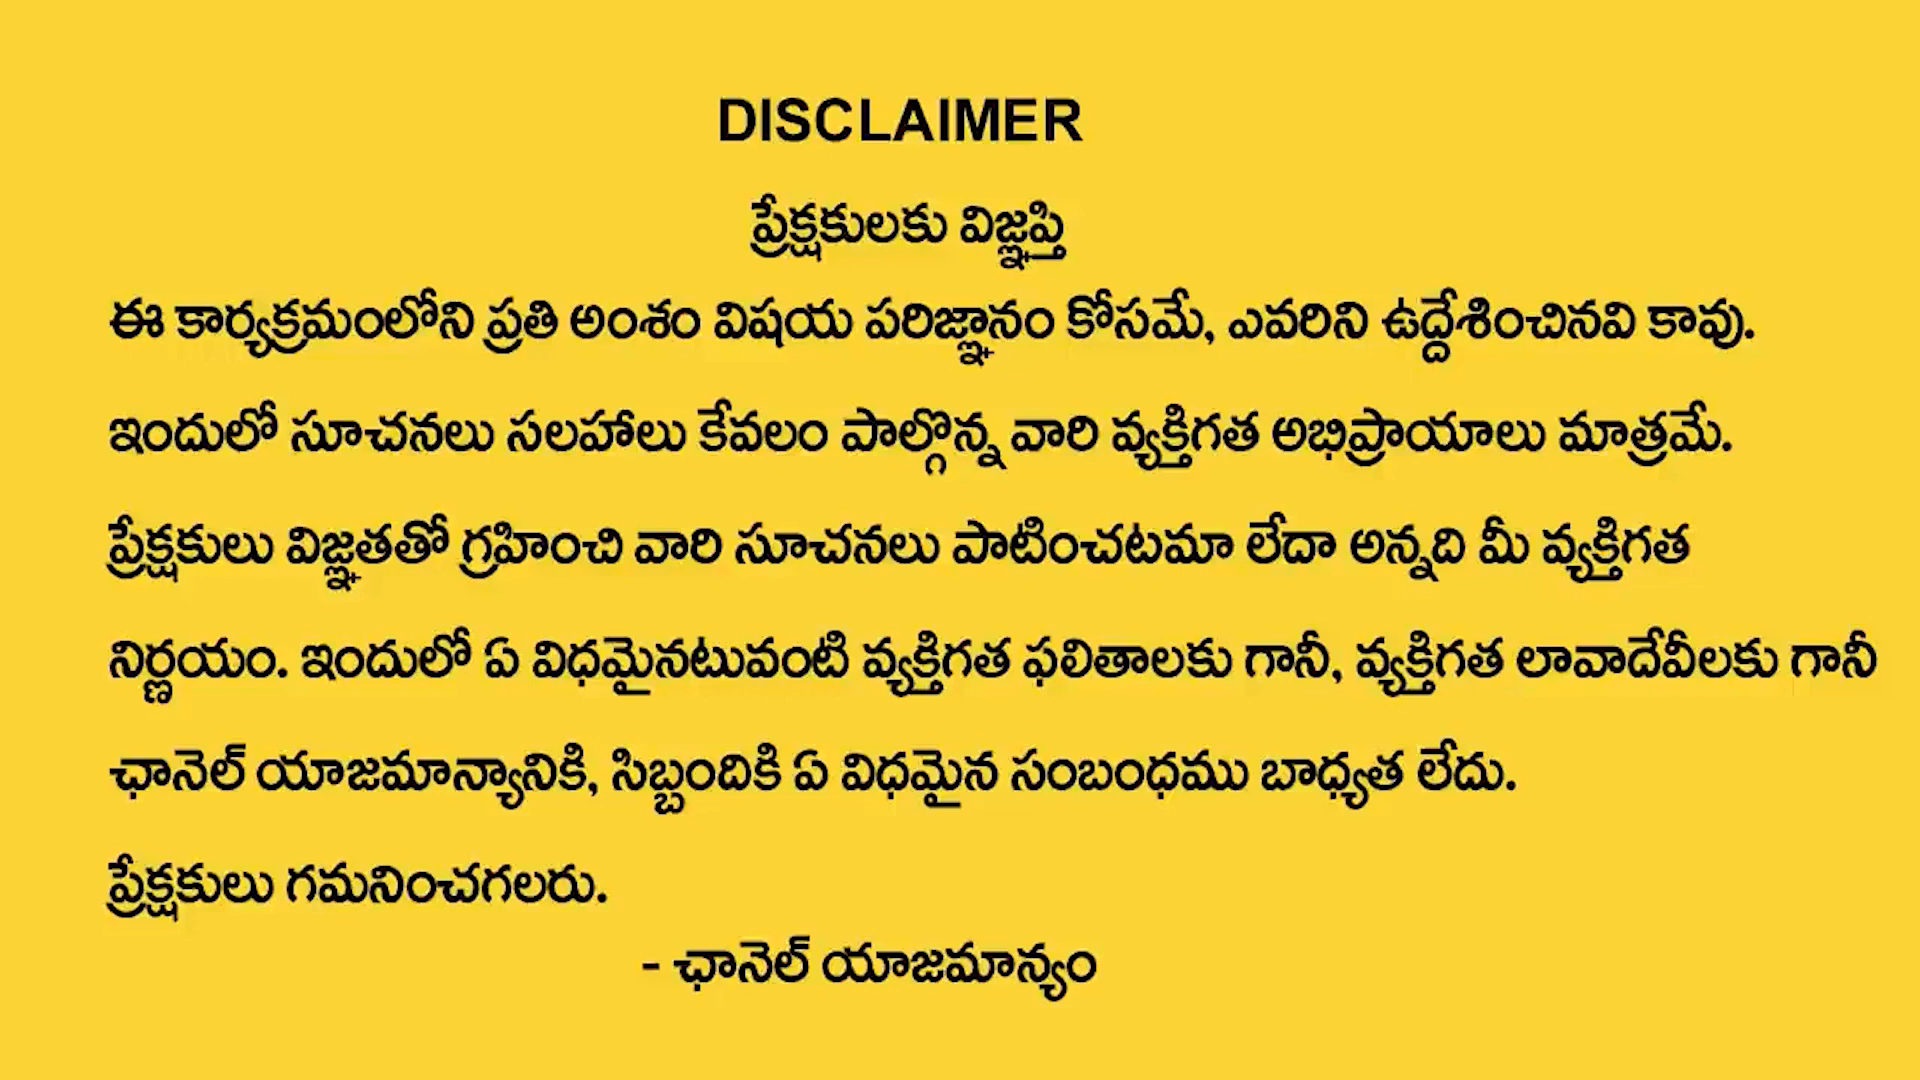 DISCLAIMER
ప్రేక్షకులకు విజ్ఞప్తి
ఈ కార్యక్రమంలోని ప్రతి అంశం విషయ పరిజ్ఞానం కోసమే, ఎవరిని ఉద్దేశించినవి కావు.
ఇందులో సూచనలు సలహాలు కేవలం పాల్గొన్న వారి వ్యక్తిగత అభిప్రాయాలు మాత్రమే.
ప్రేక్షకులు విజ్ఞతతో గ్రహించి వారి సూచనలు పాటించటమా లేదా అన్నది మీ వ్యక్తిగత
నిర్ణయం. ఇందులో ఏ విధమైనటువంటి వ్యక్తిగత ఫలితాలకు గానీ, వ్యక్తిగత లావాదేవీలకు గానీ
ఛానెల్ యాజమాన్యానికి, సిబ్బందికి ఏ విధమైన సంబంధము బాధ్యత లేదు.
ప్రేక్షకులు గమనించగలరు.
- ఛానెల్ యాజమాన్యం